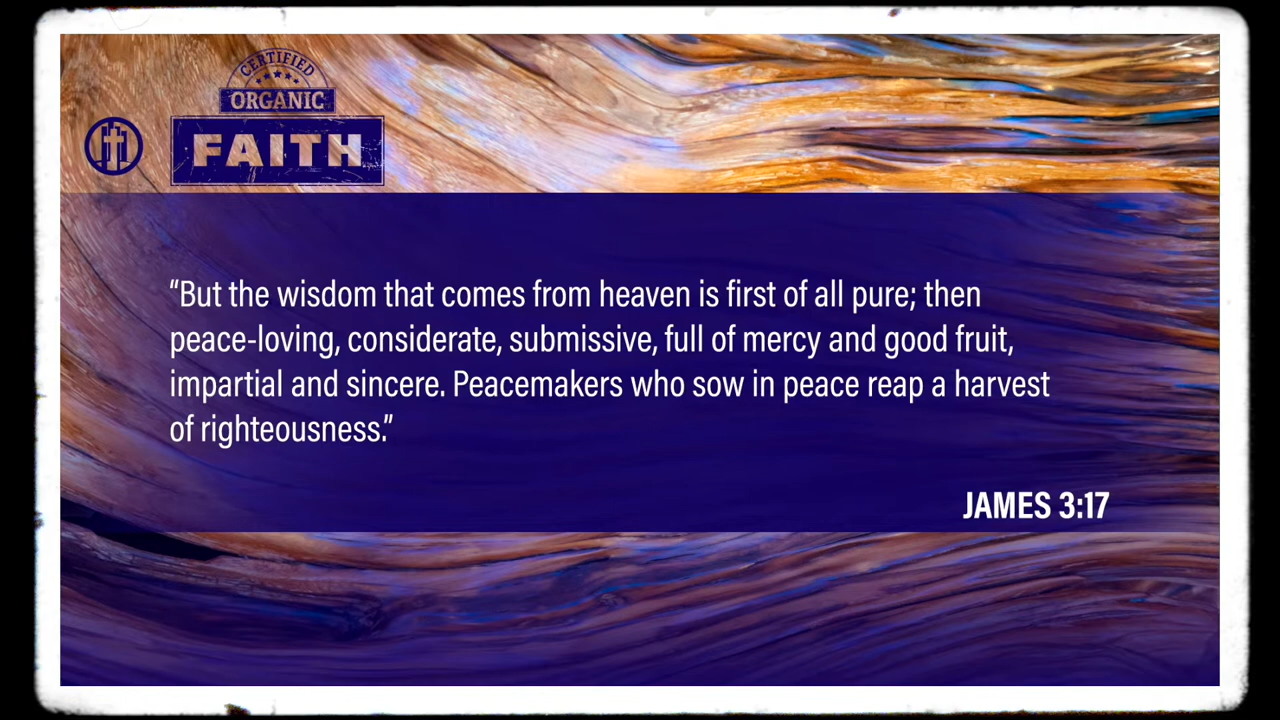 CERTIFIED
ORGANIC
FAITH
“But the wisdom that comes from heaven is first of all pure; then
peace-loving, considerate, submissive, full of mercy and good fruit,
impartial and sincere. Peacemakers who sow in peace reap a harvest
of righteousness.”
JAMES 3:17